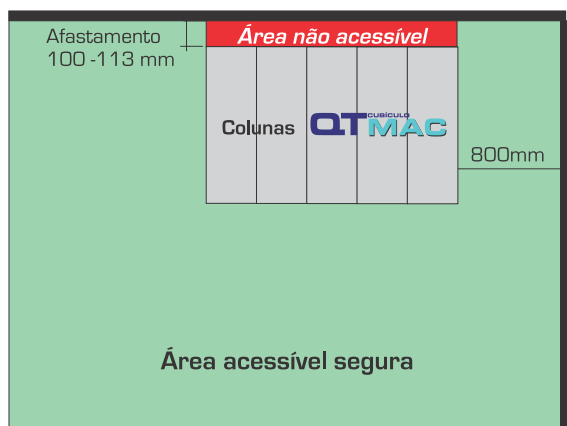 Afastamento
100 -113 mm
Área não acessível
Colunas
QT CUBÍCULO
MAC
800mm
Área acessível segura